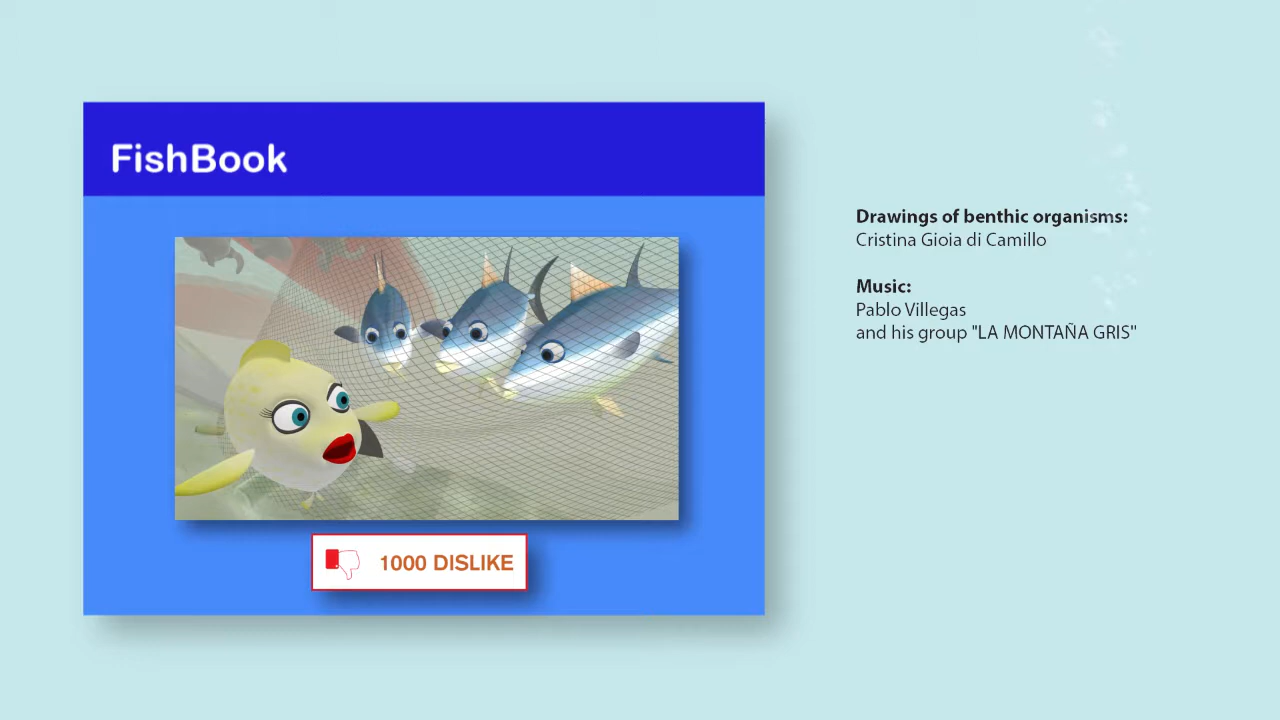 FishBook
1000 DISLIKE
Drawings of benthic organisms:
Cristina Gioia di Camillo
Music:
Pablo Villegas
and his group "LA MONTAÑA GRIS"